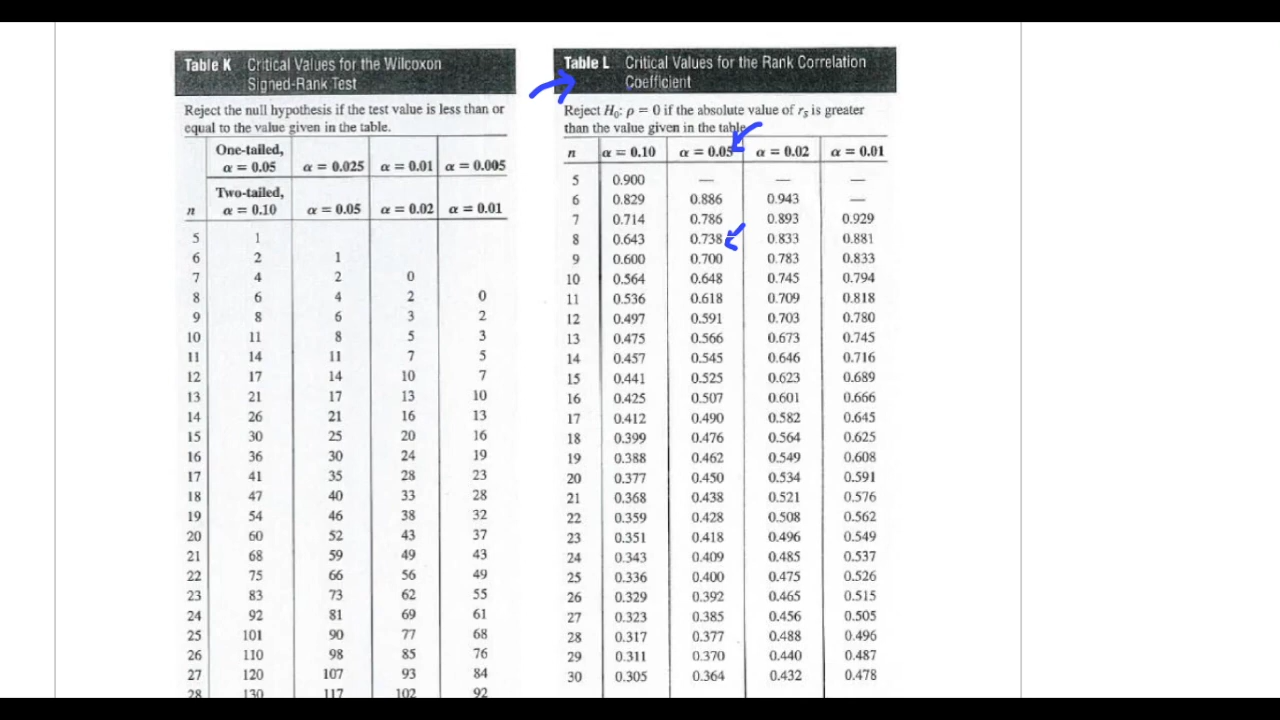 Table K Critical Values for the Wilcoxon
Signed-Rank Test
Reject the null hypothesis if the test value is less than or
equal to the value given in the table.
One-tailed,
α = 0.05 α = 0.025 α = 0.01 α = 0.005
Two-tailed,
n α = 0.10 α = 0.05 α = 0.02 α = 0.01
5 1
6 2 1
7 4 2 0
8 6 4 2 0
9 8 6 3 2
10 11 8 5 3
11 14 11 7 5
12 17 14 10 7
13 21 17 13 10
14 26 21 16 13
15 30 25 20 16
16 36 30 24 19
17 41 35 28 23
18 47 40 33 28
19 54 46 38 32
20 60 52 43 37
21 68 59 49 43
22 75 66 56 49
23 83 73 62 55
24 92 81 69 61
25 101 90 77 68
26 110 98 85 76
27 120 107 93 84
28 130 117 102 92
Table L Critical Values for the Rank Correlation
Coefficient
Reject H₀: ρ = 0 if the absolute value of rₛ is greater
than the value given in the table
n α = 0.10 α = 0.05 α = 0.02 α = 0.01
5 0.900 — — —
6 0.829 0.886 0.943 —
7 0.714 0.786 0.893 0.929
8 0.643 0.738 0.833 0.881
9 0.600 0.700 0.783 0.833
10 0.564 0.648 0.745 0.794
11 0.536 0.618 0.709 0.818
12 0.497 0.591 0.703 0.780
13 0.475 0.566 0.673 0.745
14 0.457 0.545 0.646 0.716
15 0.441 0.525 0.623 0.689
16 0.425 0.507 0.601 0.666
17 0.412 0.490 0.582 0.645
18 0.399 0.476 0.564 0.625
19 0.388 0.462 0.549 0.608
20 0.377 0.450 0.534 0.591
21 0.368 0.438 0.521 0.576
22 0.359 0.428 0.508 0.562
23 0.351 0.418 0.496 0.549
24 0.343 0.409 0.485 0.537
25 0.336 0.400 0.475 0.526
26 0.329 0.392 0.465 0.515
27 0.323 0.385 0.456 0.505
28 0.317 0.377 0.488 0.496
29 0.311 0.370 0.440 0.487
30 0.305 0.364 0.432 0.478